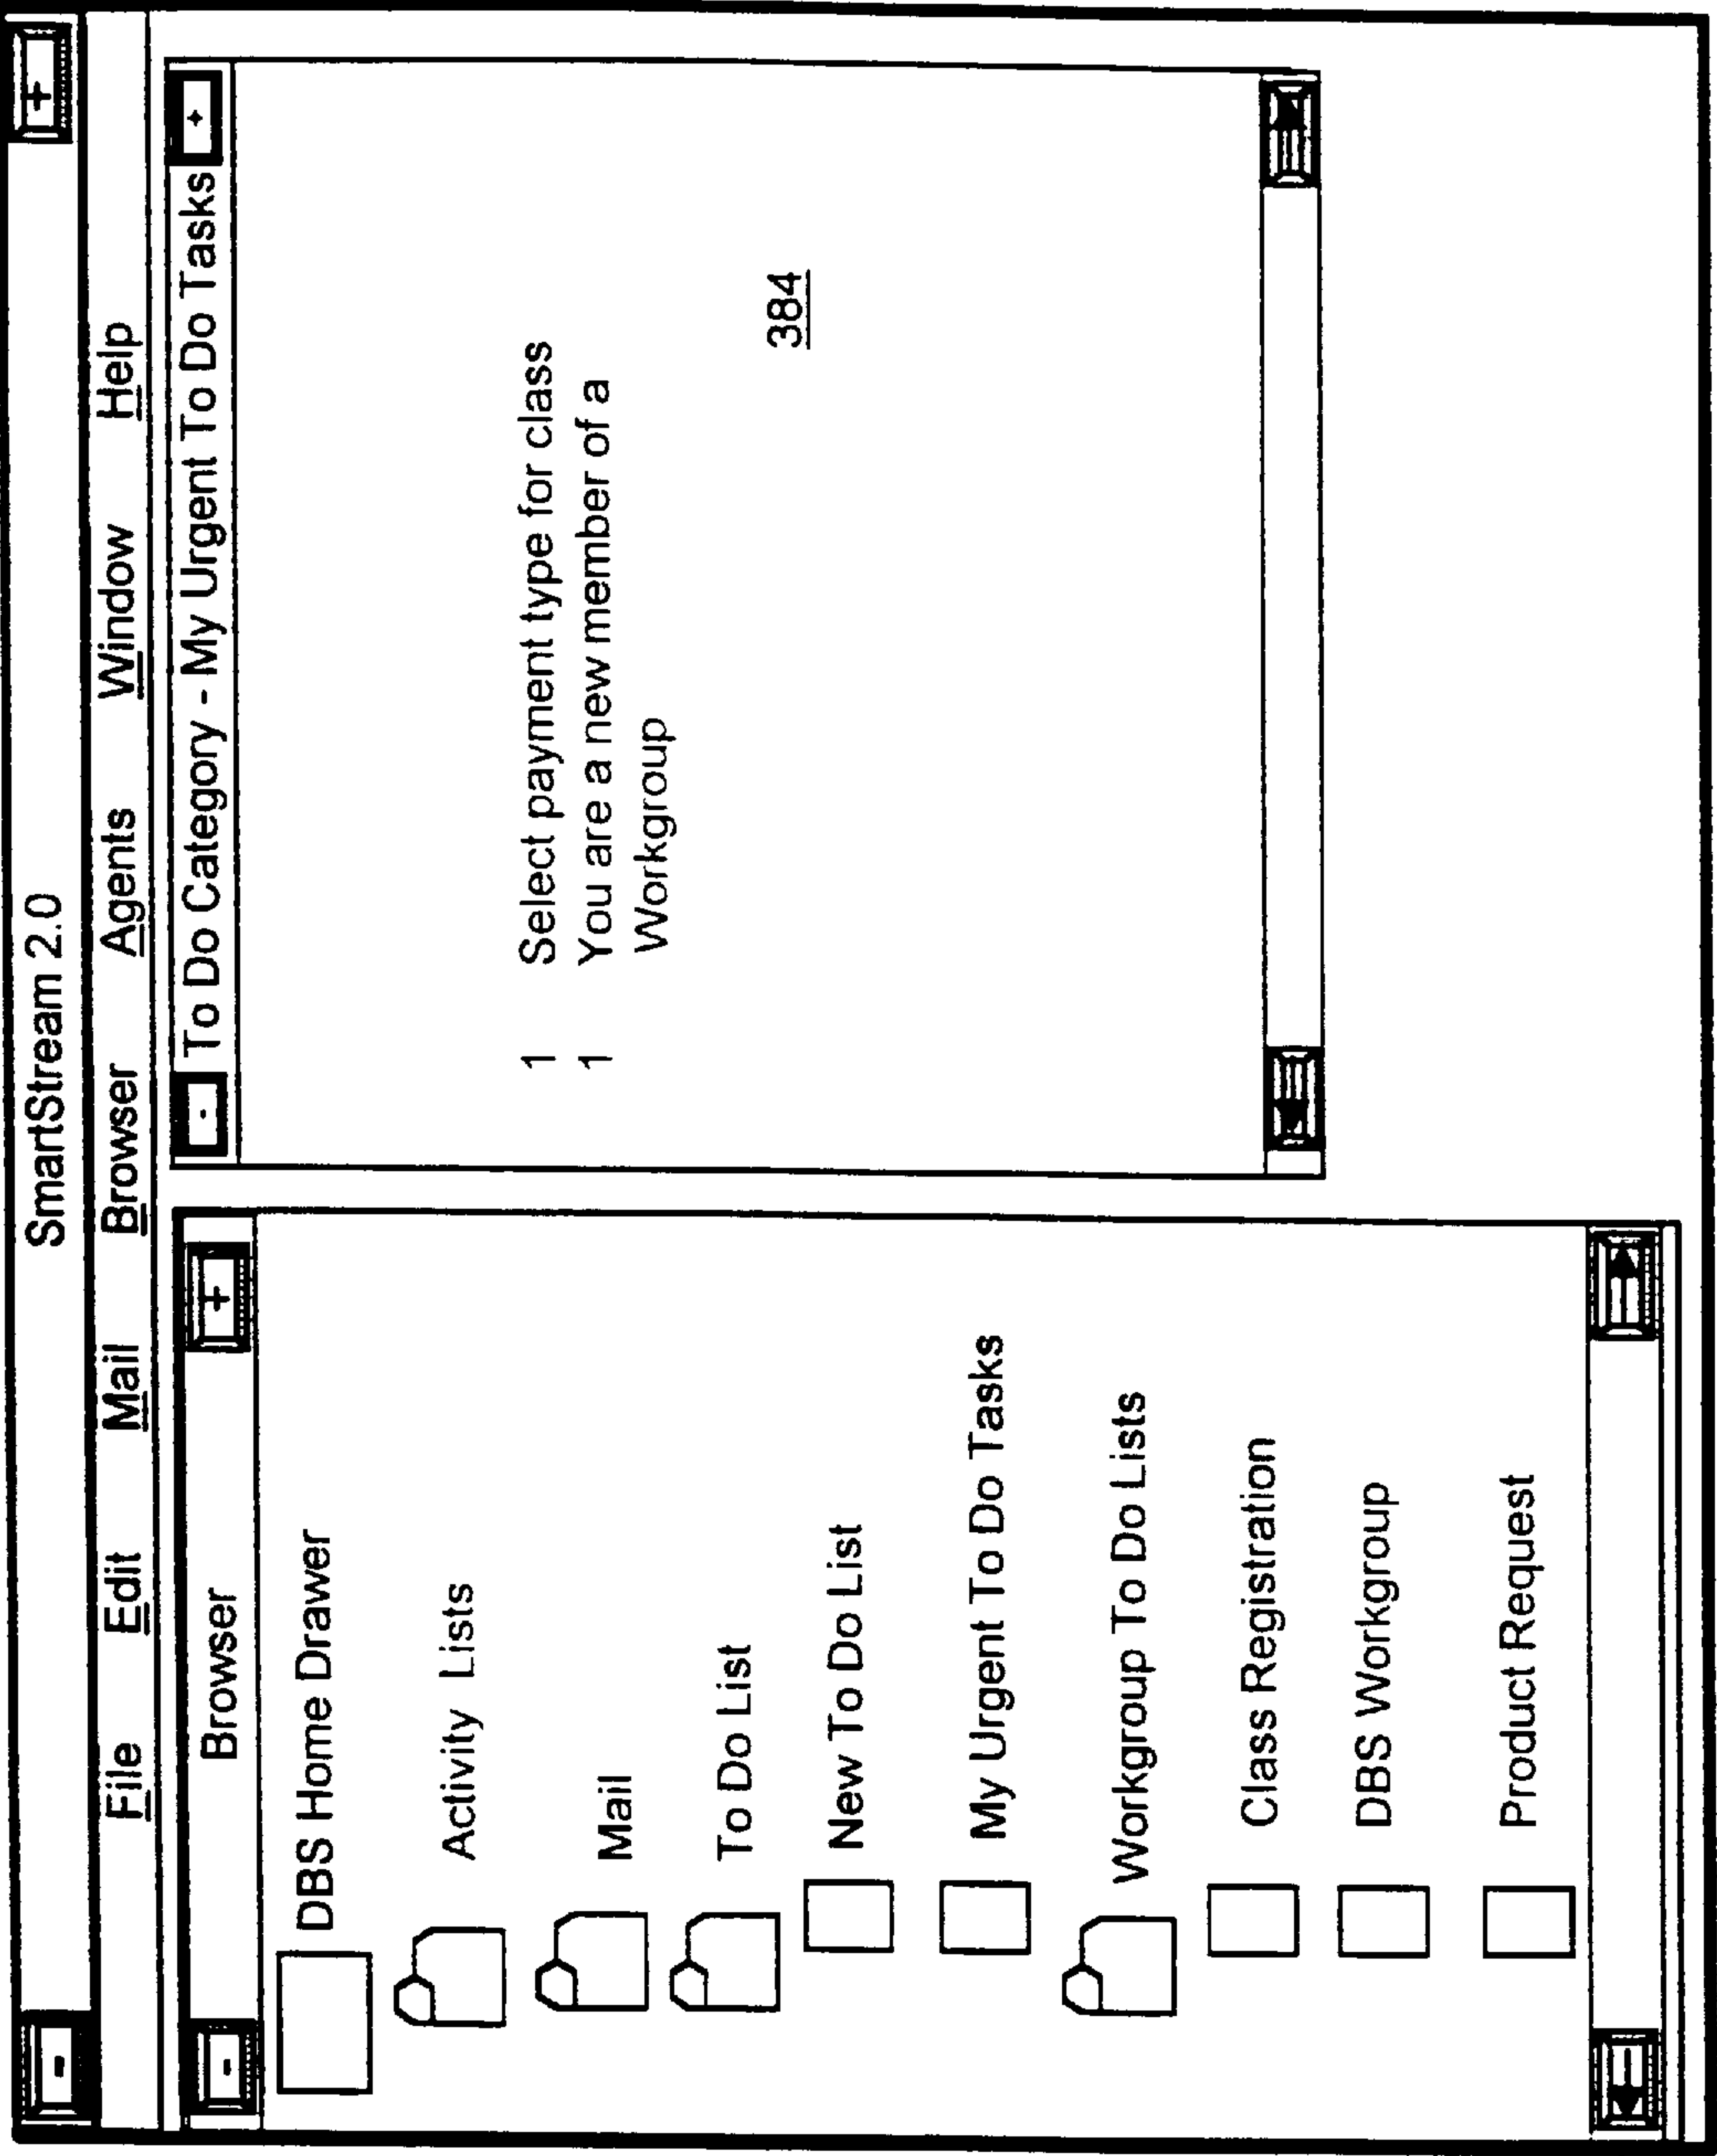 SmartStream 2.0
File Edit Mail Browser Agents Window Help
Browser
DBS Home Drawer
Activity Lists
Mail
To Do List
New To Do List
My Urgent To Do Tasks
Workgroup To Do Lists
Class Registration
DBS Workgroup
Product Request
To Do Category - My Urgent To Do Tasks
1 Select payment type for class
1 You are a new member of a
Workgroup
384